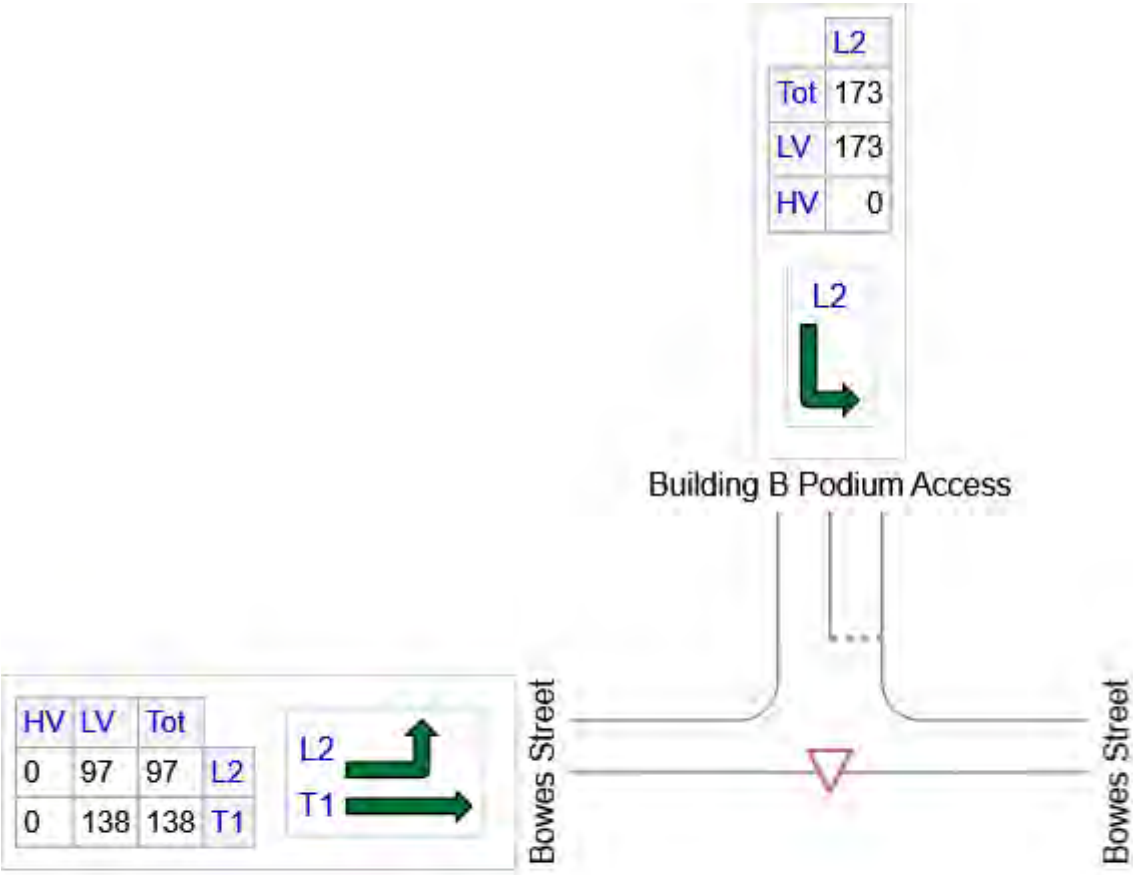 L2
Tot 173
LV 173
HV 0
L2
Building B Podium Access
HV LV Tot
0 97 97 L2
0 138 138 T1
L2
T1
Bowes Street
Bowes Street